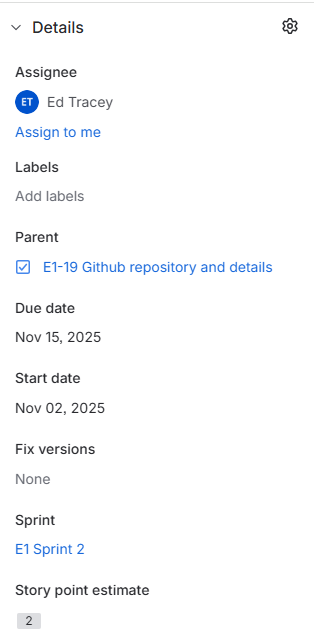 Details
Assignee
ET Ed Tracey
Assign to me
Labels
Add labels
Parent
E1-19 Github repository and details
Due date
Nov 15, 2025
Start date
Nov 02, 2025
Fix versions
None
Sprint
E1 Sprint 2
Story point estimate
2